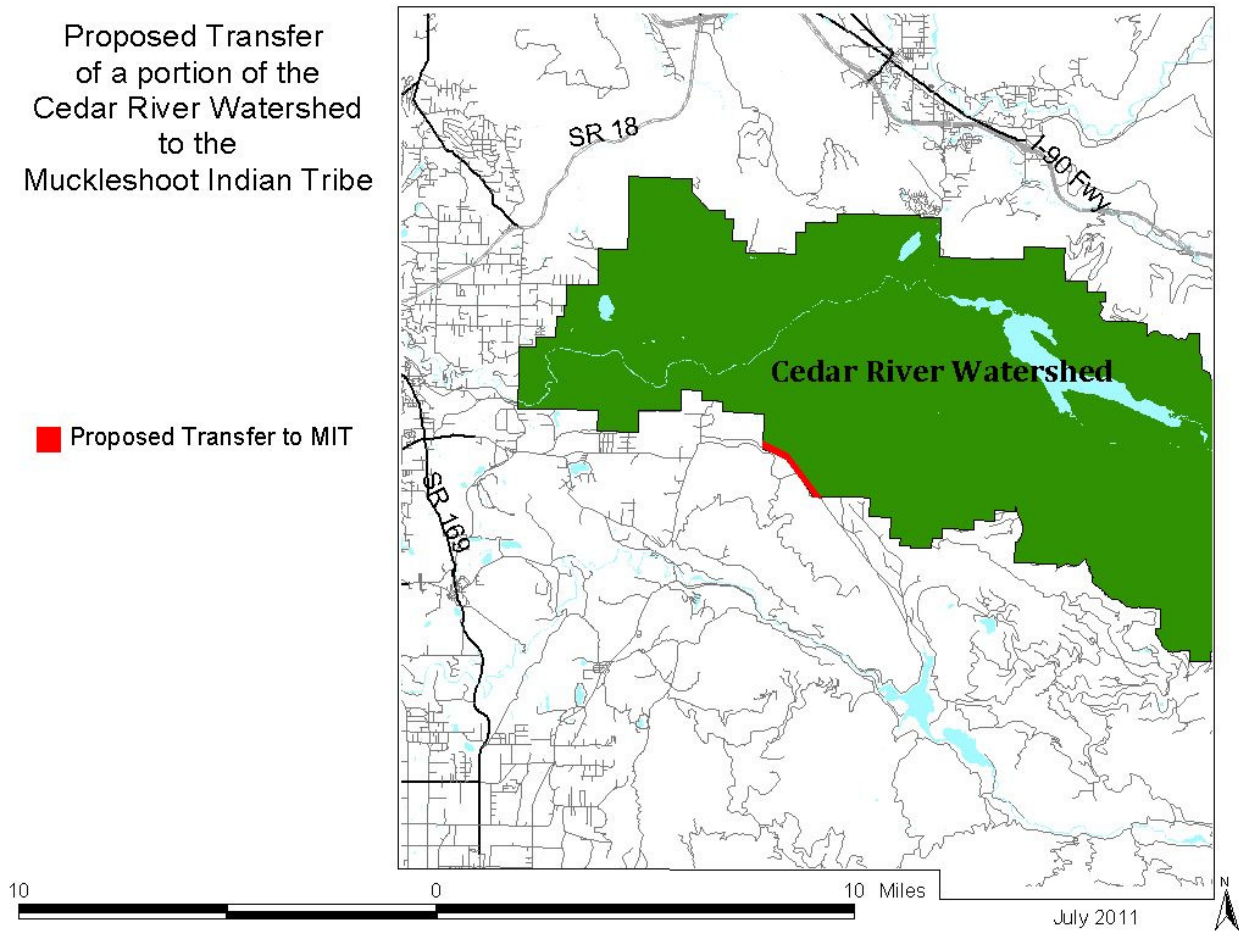 Proposed Transfer
of a portion of the
Cedar River Watershed
to the
Muckleshoot Indian Tribe
SR 18
I-90 Fwy
Cedar River Watershed
Proposed Transfer to MIT
SR 169
10 0 10 Miles
N
July 2011